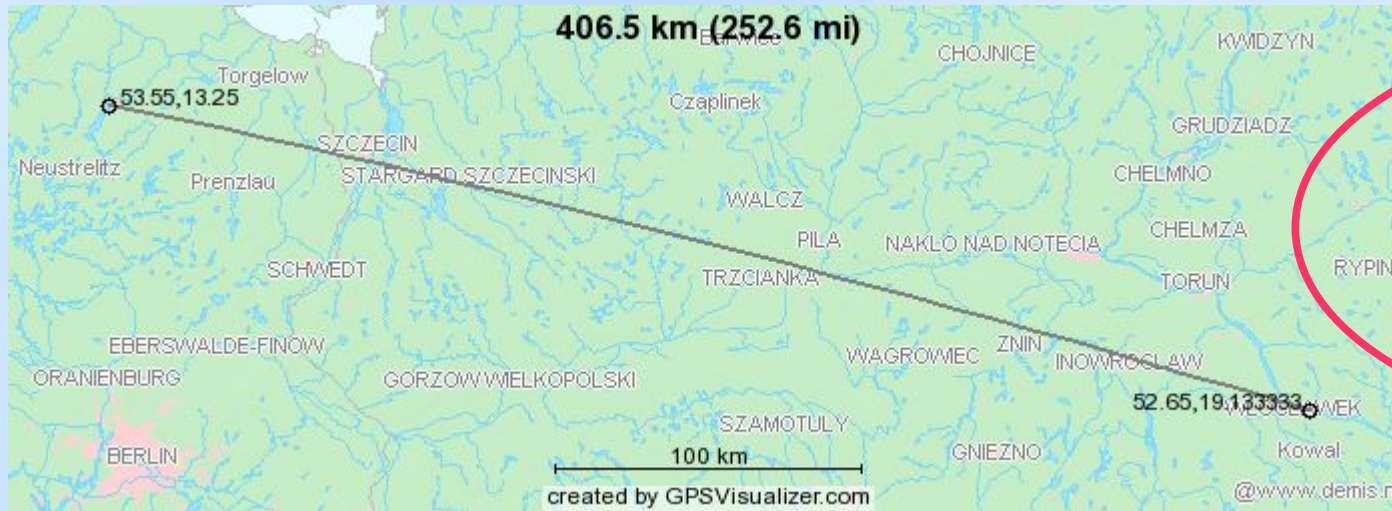 406.5 km (252.6 mi)
KWIDZYN
CHOJNICE
Torgelow
53.55,13.25
Czaplinek
GRUDZIADZ
SZCZECIN
Neustrelitz
Prenzlau
STARGARD SZCZECINSKI
CHELMNO
WALCZ
CHELMZA
PILA
NAKLO NAD NOTECIA
SCHWEDT
TRZCIANKA
TORUN
RYPIN
EBERSWALDE-FINOW
ZNIN
WAGROWIEC
INOWROCLAW
ORANIENBURG
GORZOW WIELKOPOLSKI
52.65,19.133333
SZAMOTULY
BERLIN
100 km
GNIEZNO
Kowal
created by GPSVisualizer.com
@www.demis.n